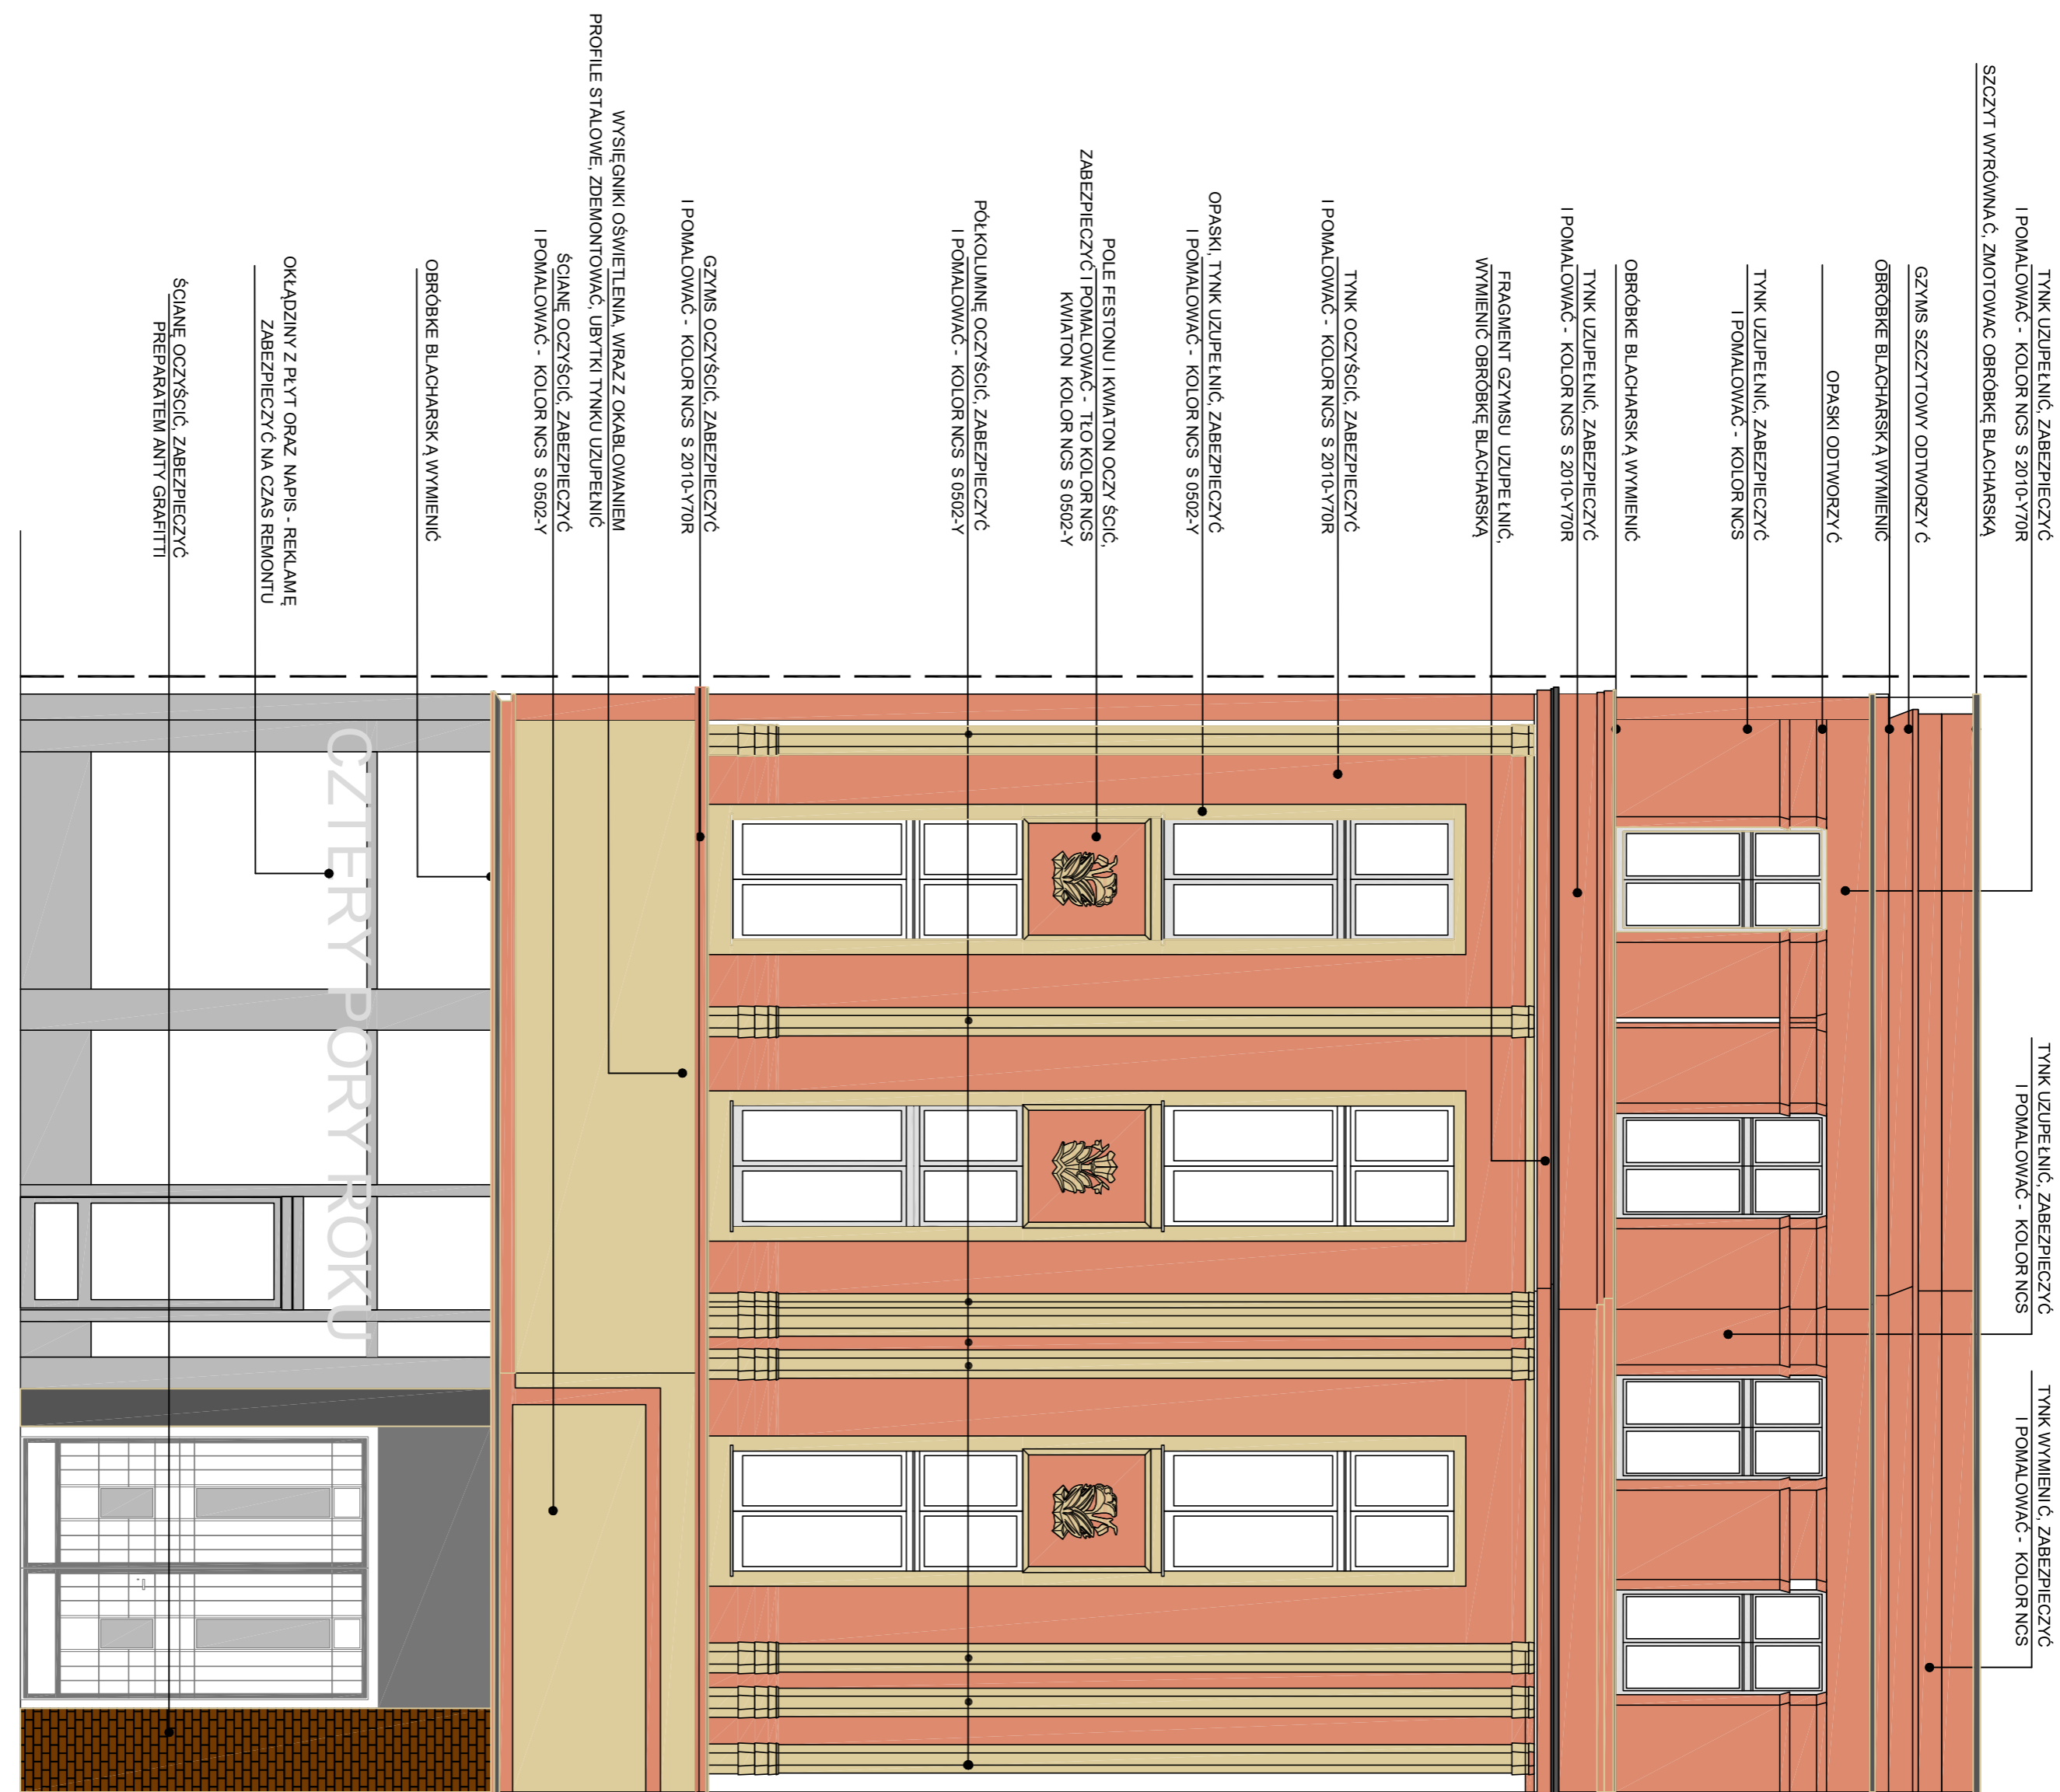 TYNK UZUPEŁNIĆ, ZABEZPIECZYĆ
I POMALOWAĆ - KOLOR NCS S 2010-Y70R
SZCZYT WYRÓWNAĆ, ZMOTOWAC OBRÓBKĘ BLACHARSKĄ
GZYMS SZCZYTOWY ODTWORZYĆ
OBRÓBKE BLACHARSKĄ WYMIENIĆ
OPASKI ODTWORZYĆ
TYNK UZUPEŁNIĆ, ZABEZPIECZYĆ
I POMALOWAĆ - KOLOR NCS
OBRÓBKE BLACHARSKĄ WYMIENIĆ
TYNK UZUPEŁNIĆ, ZABEZPIECZYĆ
I POMALOWAĆ - KOLOR NCS S 2010-Y70R
FRAGMENT GZYMSU UZUPEŁNIĆ,
WYMIENIĆ OBRÓBKĘ BLACHARSKĄ
TYNK OCZYŚCIĆ, ZABEZPIECZYĆ
I POMALOWAĆ - KOLOR NCS S 2010-Y70R
OPASKI, TYNK UZUPEŁNIĆ, ZABEZPIECZYĆ
I POMALOWAĆ - KOLOR NCS S 0502-Y
POLE FESTONU I KWIATON OCZYŚCIĆ,
ZABEZPIECZYĆ I POMALOWAĆ - TŁO KOLOR NCS
KWIATON KOLOR NCS S 0502-Y
PÓŁKOLUMNĘ OCZYŚCIĆ, ZABEZPIECZYĆ
I POMALOWAĆ - KOLOR NCS S 0502-Y
GZYMS OCZYŚCIĆ, ZABEZPIECZYĆ
I POMALOWAĆ - KOLOR NCS S 2010-Y70R
WYSIĘGNIKI OŚWIETLENIA, WRAZ Z OKABLOWANIEM
PROFILE STALOWE, ZDEMONTOWAĆ, UBYTKI TYNKU UZUPEŁNIĆ
ŚCIANĘ OCZYŚCIĆ, ZABEZPIECZYĆ
I POMALOWAĆ - KOLOR NCS S 0502-Y
OBRÓBKE BLACHARSKĄ WYMIENIĆ
OKŁĄDZINY Z PŁYT ORAZ NAPIS - REKLAMĘ
ZABEZPIECZYĆ NA CZAS REMONTU
ŚCIANĘ OCZYŚCIĆ, ZABEZPIECZYĆ
PREPARATEM ANTY GRAFITTI
TYNK UZUPEŁNIĆ, ZABEZPIECZYĆ
I POMALOWAĆ - KOLOR NCS
TYNK WYMIENIĆ, ZABEZPIECZYĆ
I POMALOWAĆ - KOLOR NCS
CZTERY PORY ROKU